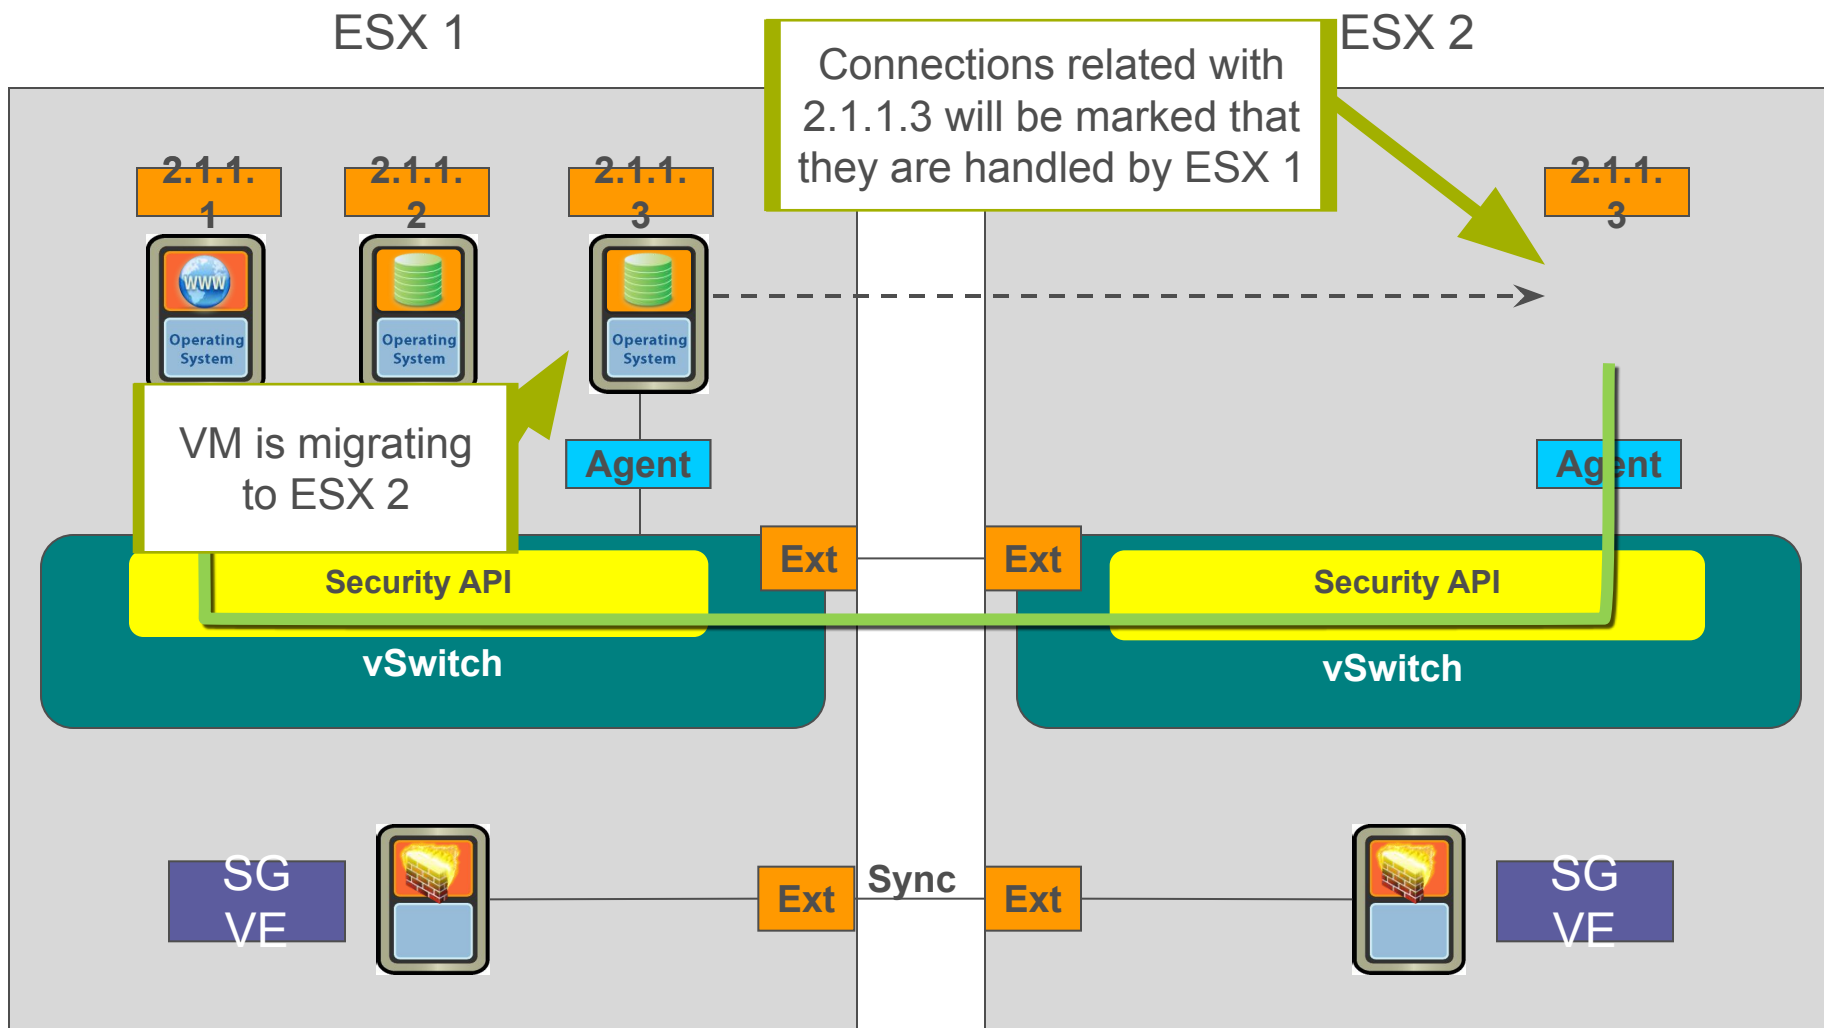 ESX 1
ESX 2
Connections related with
2.1.1.3 will be marked that
they are handled by ESX 1
2.1.1.
1
2.1.1.
2
2.1.1.
3
2.1.1.
3
WWW
Operating
System
Operating
System
Operating
System
VM is migrating
to ESX 2
Agent
Agent
Ext
Ext
Security API
Security API
vSwitch
vSwitch
SG
VE
Ext
Sync
Ext
SG
VE